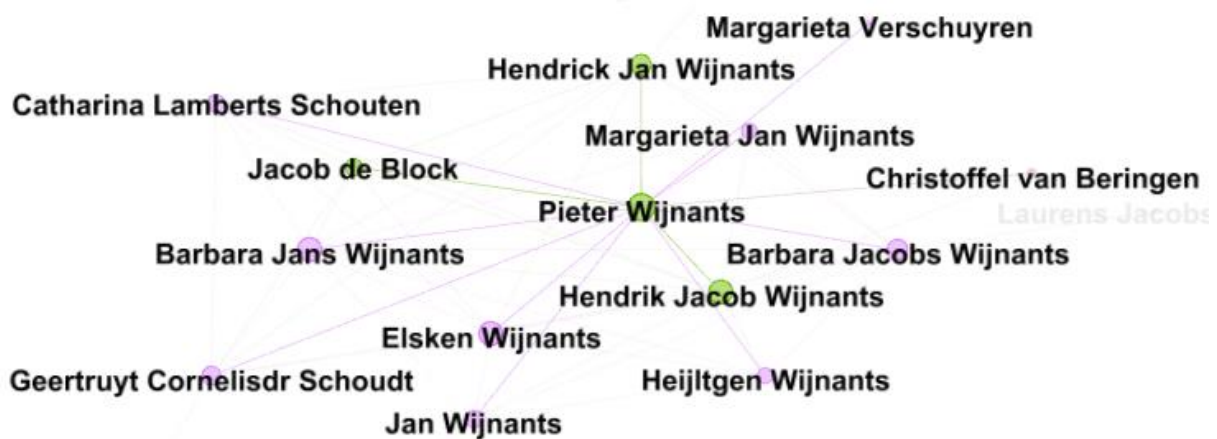 Margarieta Verschuyren
Hendrick Jan Wijnants
Catharina Lamberts Schouten
Margarieta Jan Wijnants
Jacob de Block
Christoffel van Beringen
Pieter Wijnants
Laurens Jacobs
Barbara Jans Wijnants
Barbara Jacobs Wijnants
Hendrik Jacob Wijnants
Elsken Wijnants
Geertruyt Cornelisdr Schoudt
Heijltgen Wijnants
Jan Wijnants